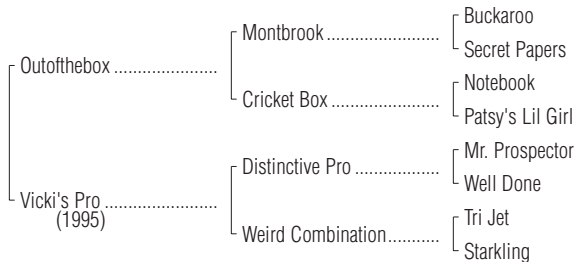 Buckaroo
Montbrook ........................
Secret Papers
Outofthebox ......................
Notebook
Cricket Box .......................
Patsy's Lil Girl
Mr. Prospector
Distinctive Pro ...................
Well Done
Vicki's Pro ........................
(1995)
Tri Jet
Weird Combination...........
Starkling